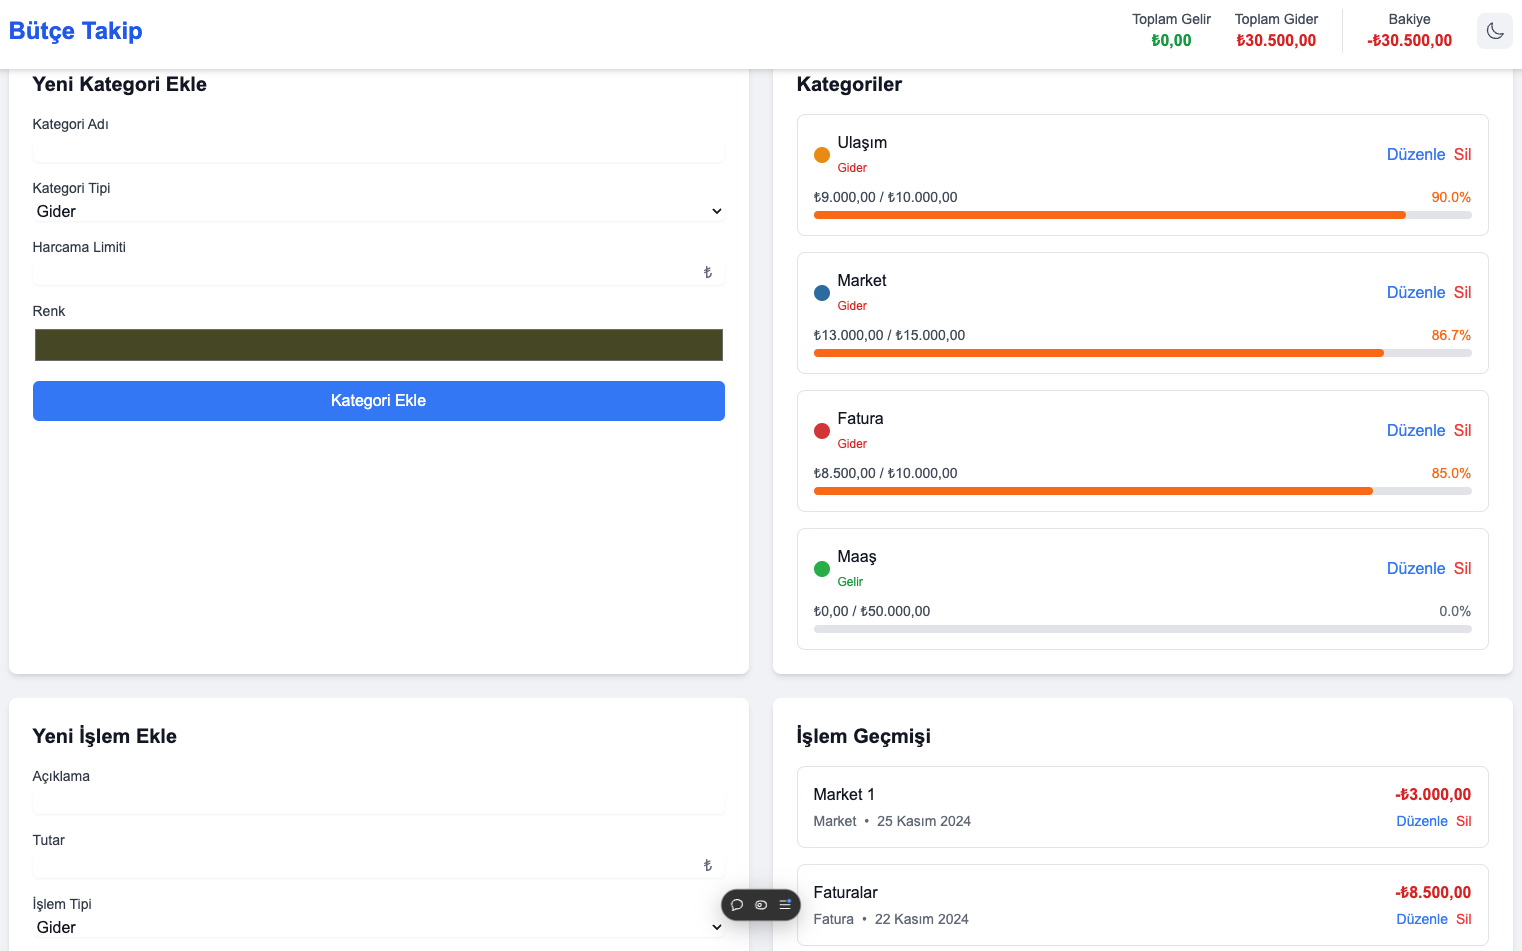 Bütçe Takip
Toplam Gelir
₺0,00
Toplam Gider
₺30.500,00
Bakiye
-₺30.500,00
Yeni Kategori Ekle
Kategori Adı
Kategori Tipi
Gider
Harcama Limiti
₺
Renk
Kategori Ekle
Kategoriler
Ulaşım
Gider
Düzenle Sil
₺9.000,00 / ₺10.000,00 90.0%
Market
Gider
Düzenle Sil
₺13.000,00 / ₺15.000,00 86.7%
Fatura
Gider
Düzenle Sil
₺8.500,00 / ₺10.000,00 85.0%
Maaş
Gelir
Düzenle Sil
₺0,00 / ₺50.000,00 0.0%
Yeni İşlem Ekle
Açıklama
Tutar
₺
İşlem Tipi
Gider
İşlem Geçmişi
Market 1 -₺3.000,00
Market • 25 Kasım 2024 Düzenle Sil
Faturalar -₺8.500,00
Fatura • 22 Kasım 2024 Düzenle Sil